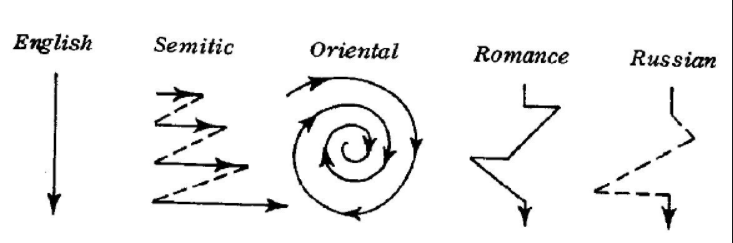 English
Semitic
Oriental
Romance
Russian